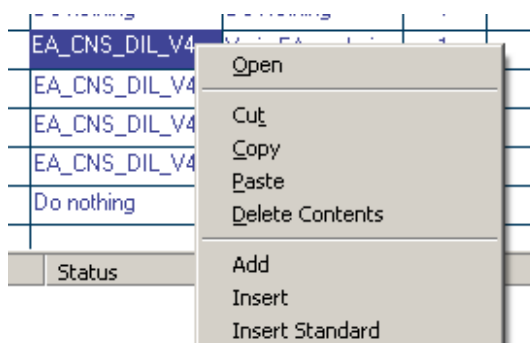 EA_CNS_DIL_V4
Open
EA_CNS_DIL_V4
Cut
EA_CNS_DIL_V4
Copy
EA_CNS_DIL_V4
Paste
Do nothing
Delete Contents
Add
Status
Insert
Insert Standard